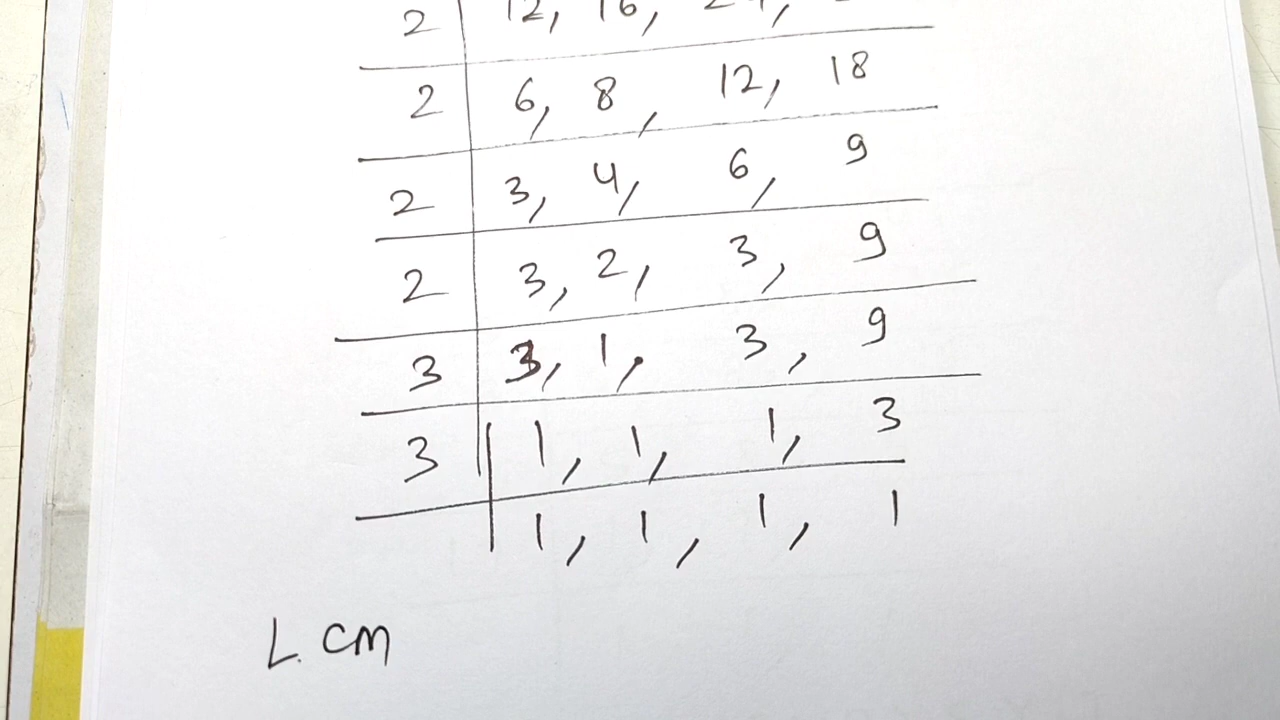 2 12, 16,
2 6, 8, 12, 18
2 3, 4, 6, 9
2 3, 2, 3, 9
3 3, 1, 3, 9
3 1, 1, 1, 3
1, 1, 1, 1
L. CM